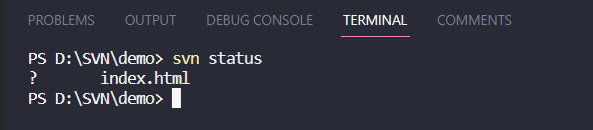 PROBLEMS OUTPUT DEBUG CONSOLE TERMINAL COMMENTS
PS D:\SVN\demo> svn status
?       index.html
PS D:\SVN\demo>